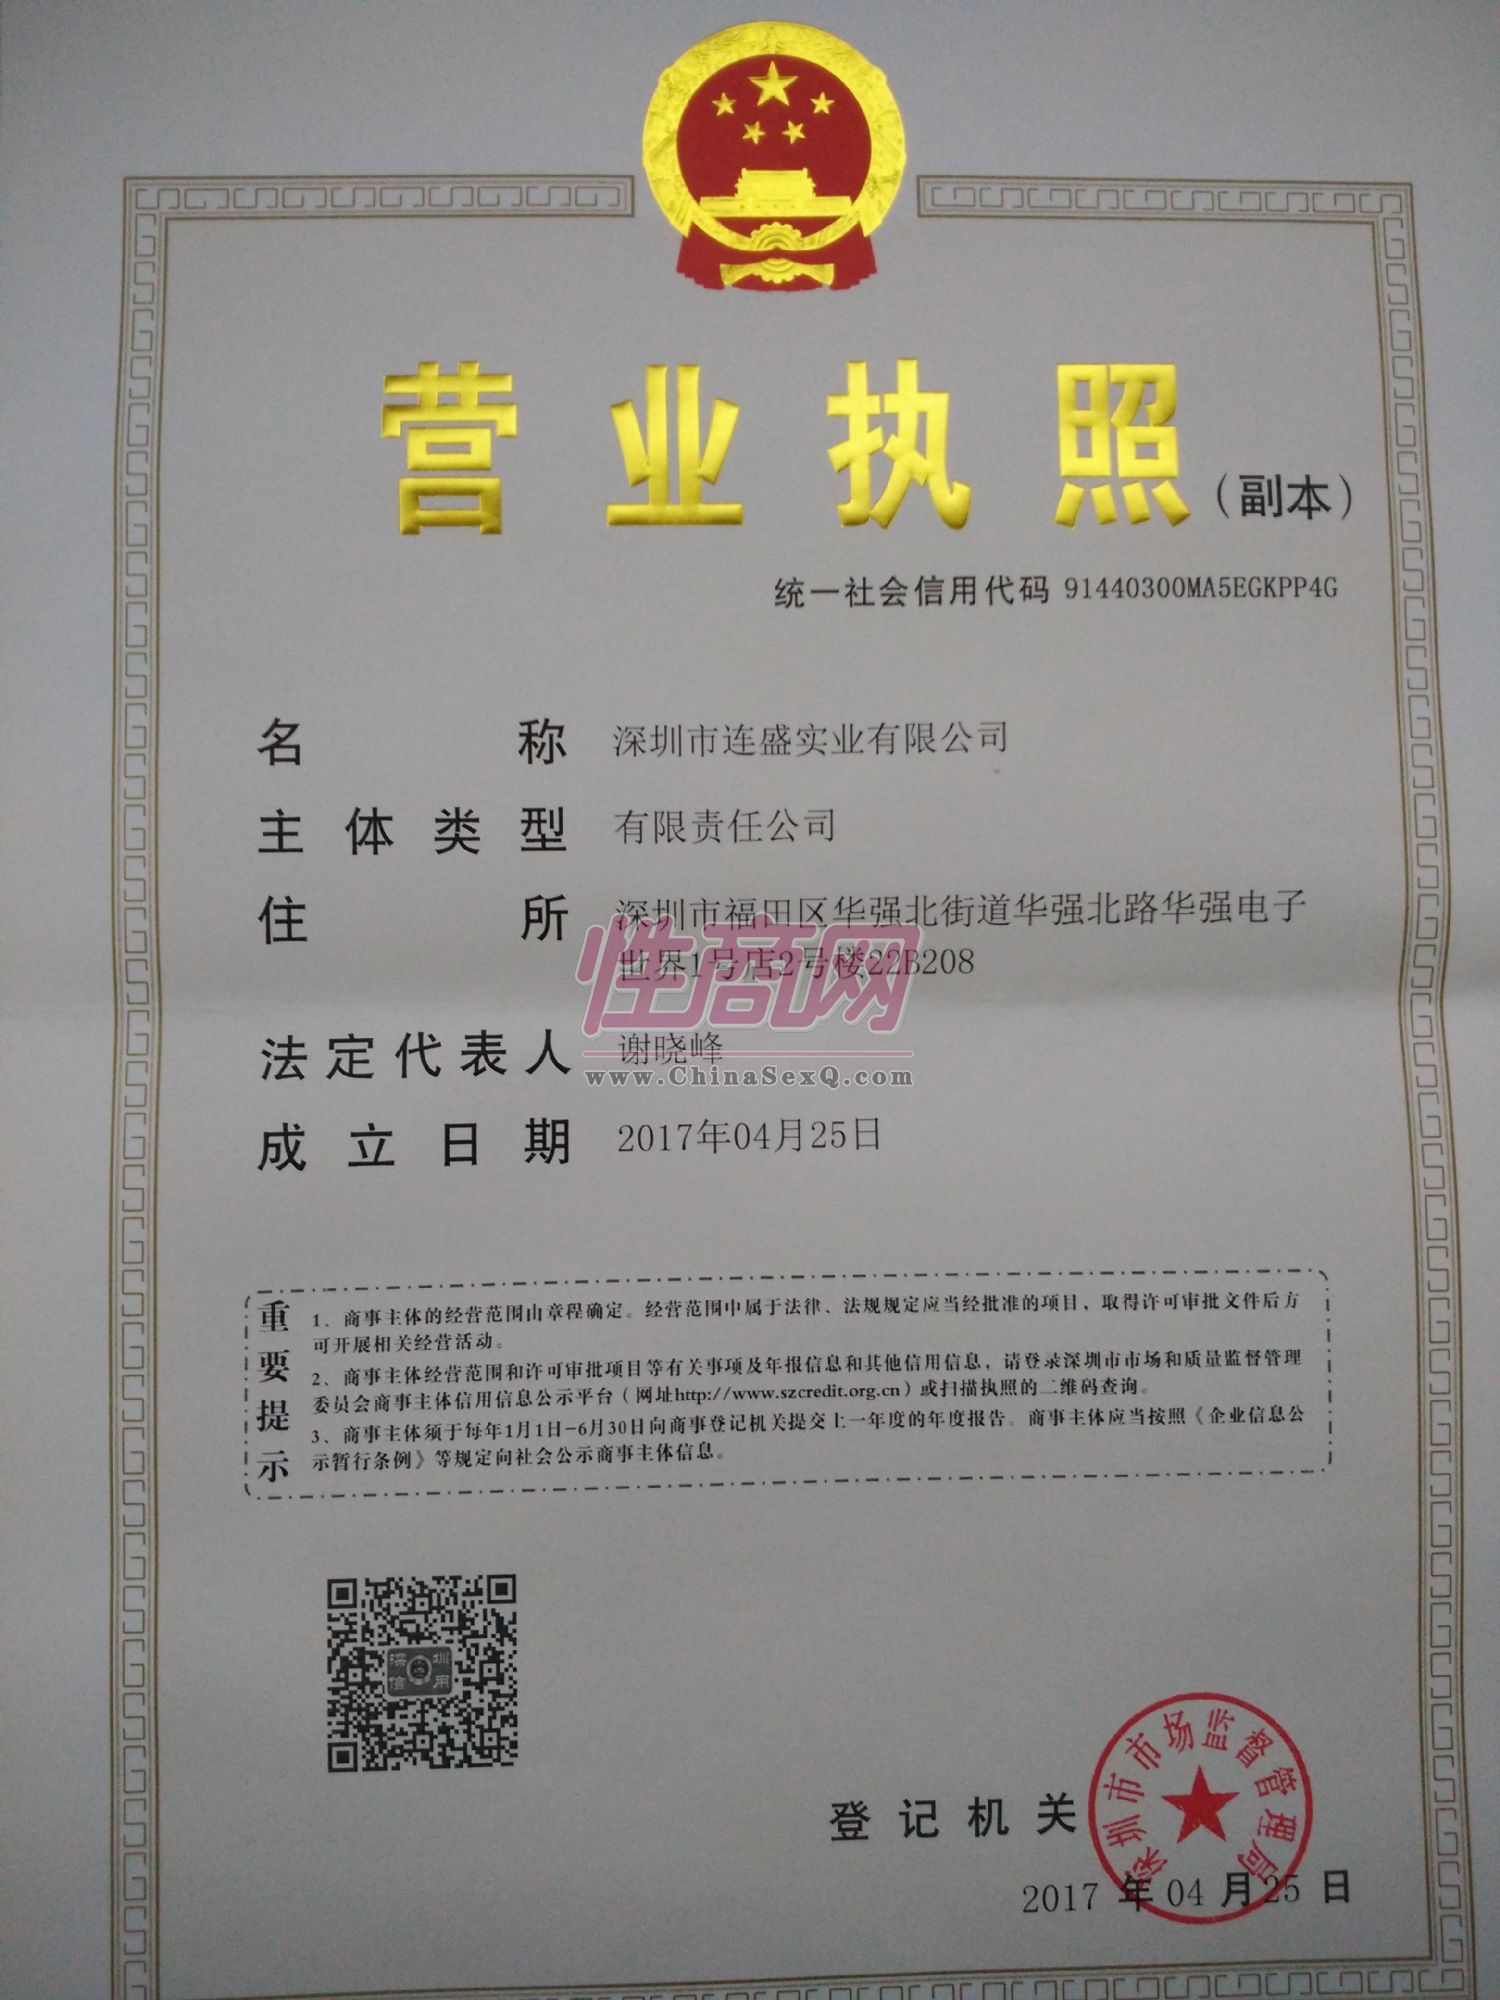 营业执照(副本)
统一社会信用代码 91440300MA5EGKPP4G
名称 深圳市连盛实业有限公司
主体类型 有限责任公司
住所 深圳市福田区华强北街道华强北路华强电子
世界1号店2号楼22B208
性商网
法定代表人 谢晓峰
www.ChinaSexQ.com
成立日期 2017年04月25日
重要提示
1、商事主体的经营范围由章程确定。经营范围中属于法律、法规规定应当经批准的项目，取得许可审批文件后方
可开展相关经营活动。
2、商事主体经营范围和许可审批项目等有关事项及年报信息和其他信用信息，请登录深圳市市场和质量监督管理
委员会商事主体信用信息公示平台（网址http://www.szcredit.org.cn）或扫描执照的二维码查询。
3、商事主体须于每年1月1日-6月30日向商事登记机关提交上一年度的年度报告。商事主体应当按照《企业信息公
示暂行条例》等规定向社会公示商事主体信息。
深圳
信用
登记机关
深圳市市场监督管理局
2017年04月25日